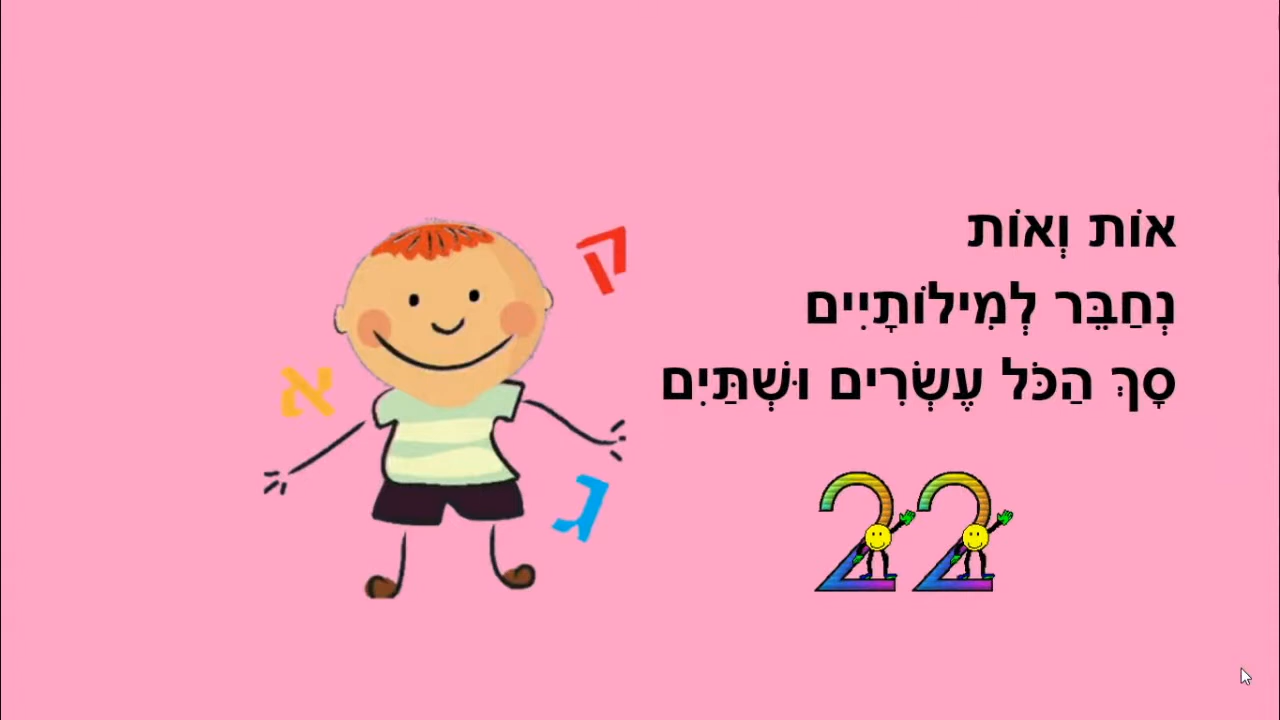 אוֹת וְאוֹת
נְחַבֵּר לְמִילוֹתָיִים
סָךְ הַכֹּל עֶשְׂרִים וּשְׁתַּיִם
ק
א
ג
22